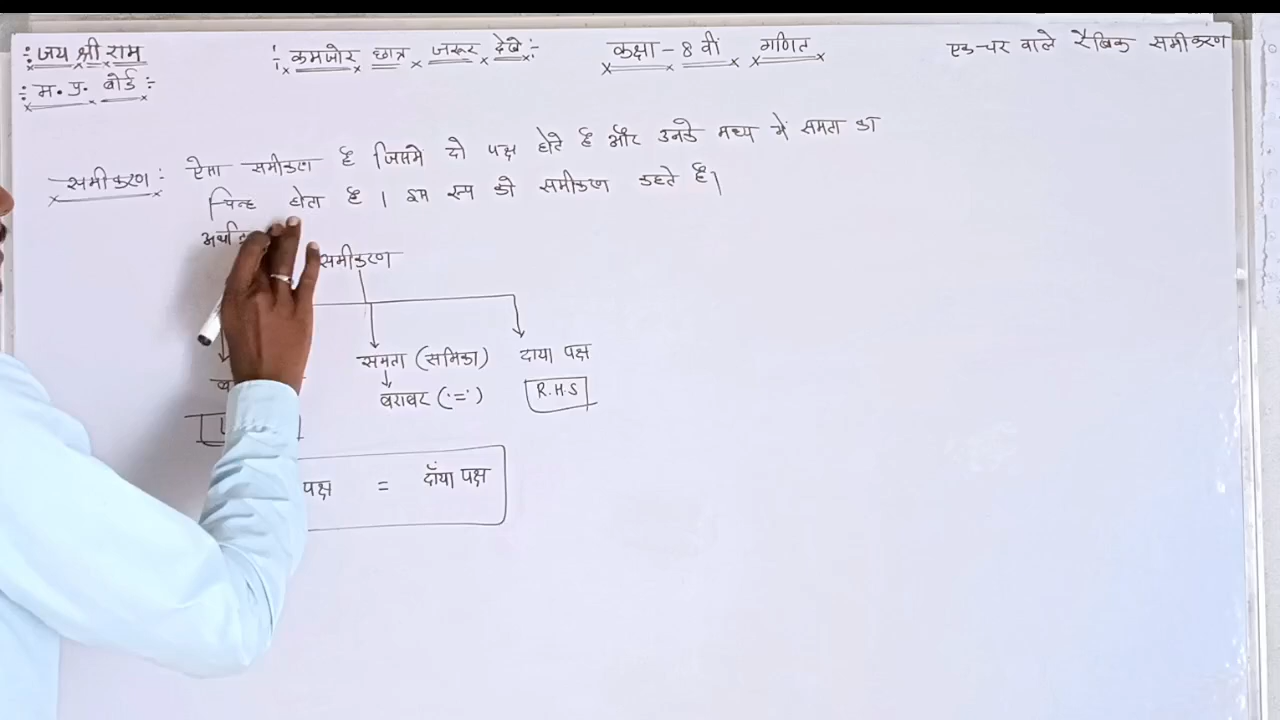 :जय श्री राम
कमजोर छात्र जरूर देखे:-
कक्षा - 8 वीं गणित
एक-चर वाले रैखिक समीकरण
म. प्र. बोर्ड
समीकरण: ऐसा समीकरण है जिसमे दो पक्ष होते है और उनके मध्य में समता का
चिन्ह होता है । इस रूप को समीकरण कहते है।
समीकरण
समता (समिका) दाया पक्ष
बराबर ('=') R.H.S
पक्ष = दाँया पक्ष